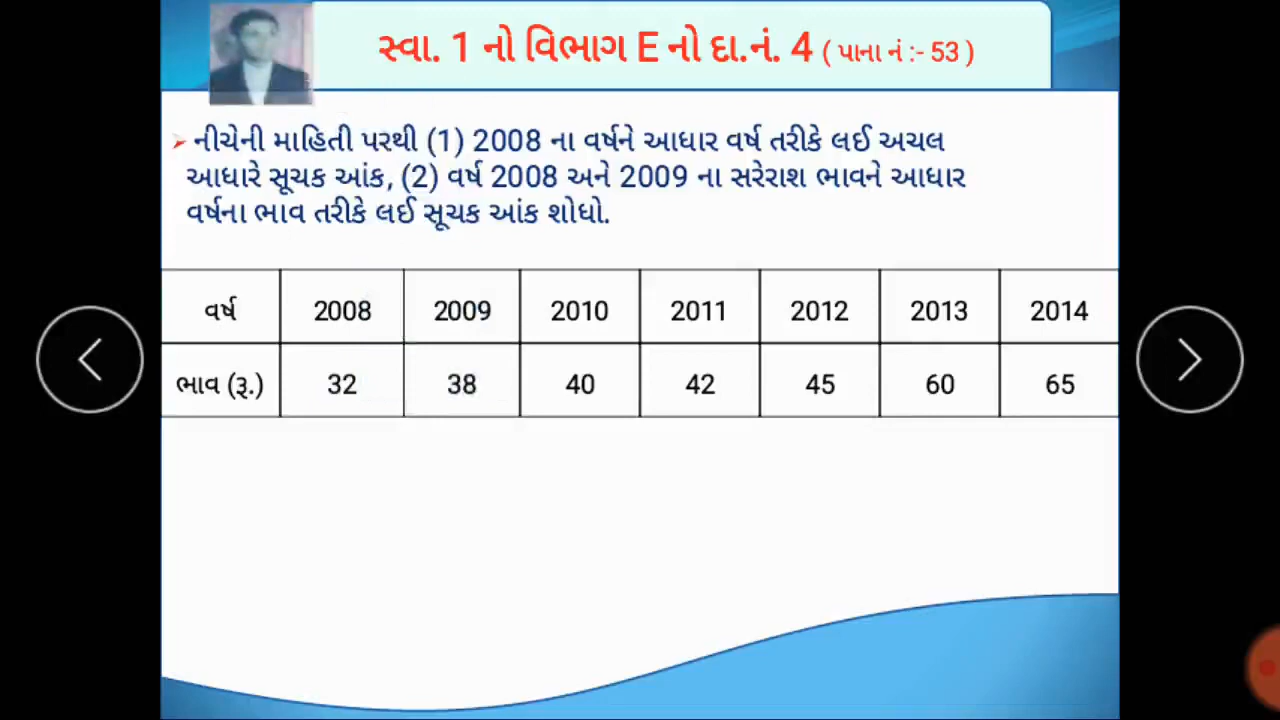 સ્વા. 1 નો વિભાગ E નો દા.નં. 4 ( પાના નં :- 53 )
નીચેની માહિતી પરથી (1) 2008 ના વર્ષને આધાર વર્ષ તરીકે લઈ અચલ
આધારે સૂચક આંક, (2) વર્ષ 2008 અને 2009 ના સરેરાશ ભાવને આધાર
વર્ષના ભાવ તરીકે લઈ સૂચક આંક શોધો.
વર્ષ 2008 2009 2010 2011 2012 2013 2014
ભાવ (રૂ.) 32 38 40 42 45 60 65